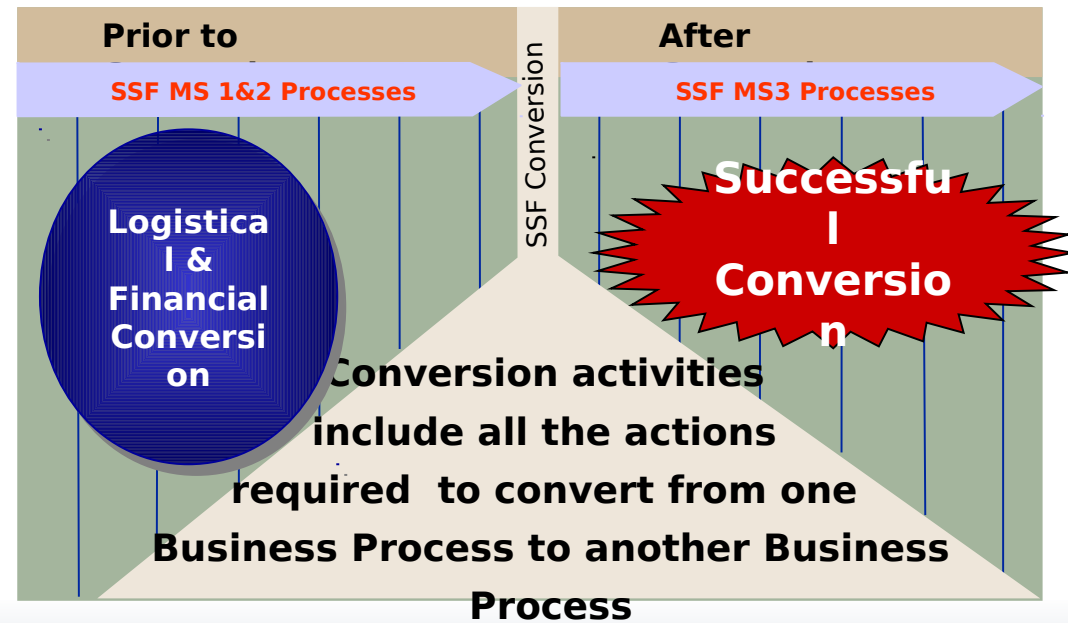 Prior to
After
SSF MS 1&2 Processes
SSF MS3 Processes
SSF Conversion
Logistica
l &
Financial
Conversi
on
Successfu
l
Conversio
n
Conversion activities
include all the actions
required  to convert from one
Business Process to another Business
Process